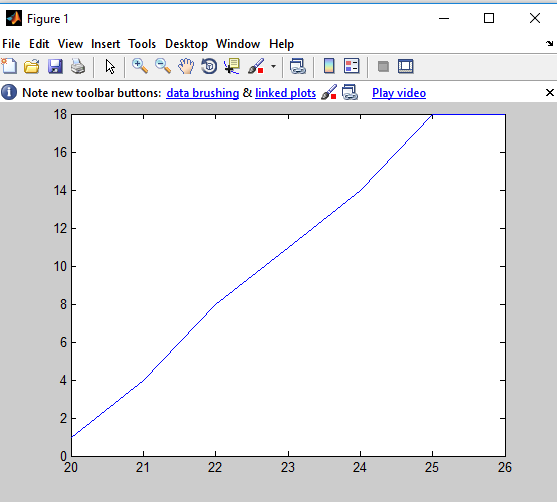 Figure 1
File Edit View Insert Tools Desktop Window Help
Note new toolbar buttons: data brushing & linked plots Play video
18
16
14
12
10
8
6
4
2
0
20 21 22 23 24 25 26